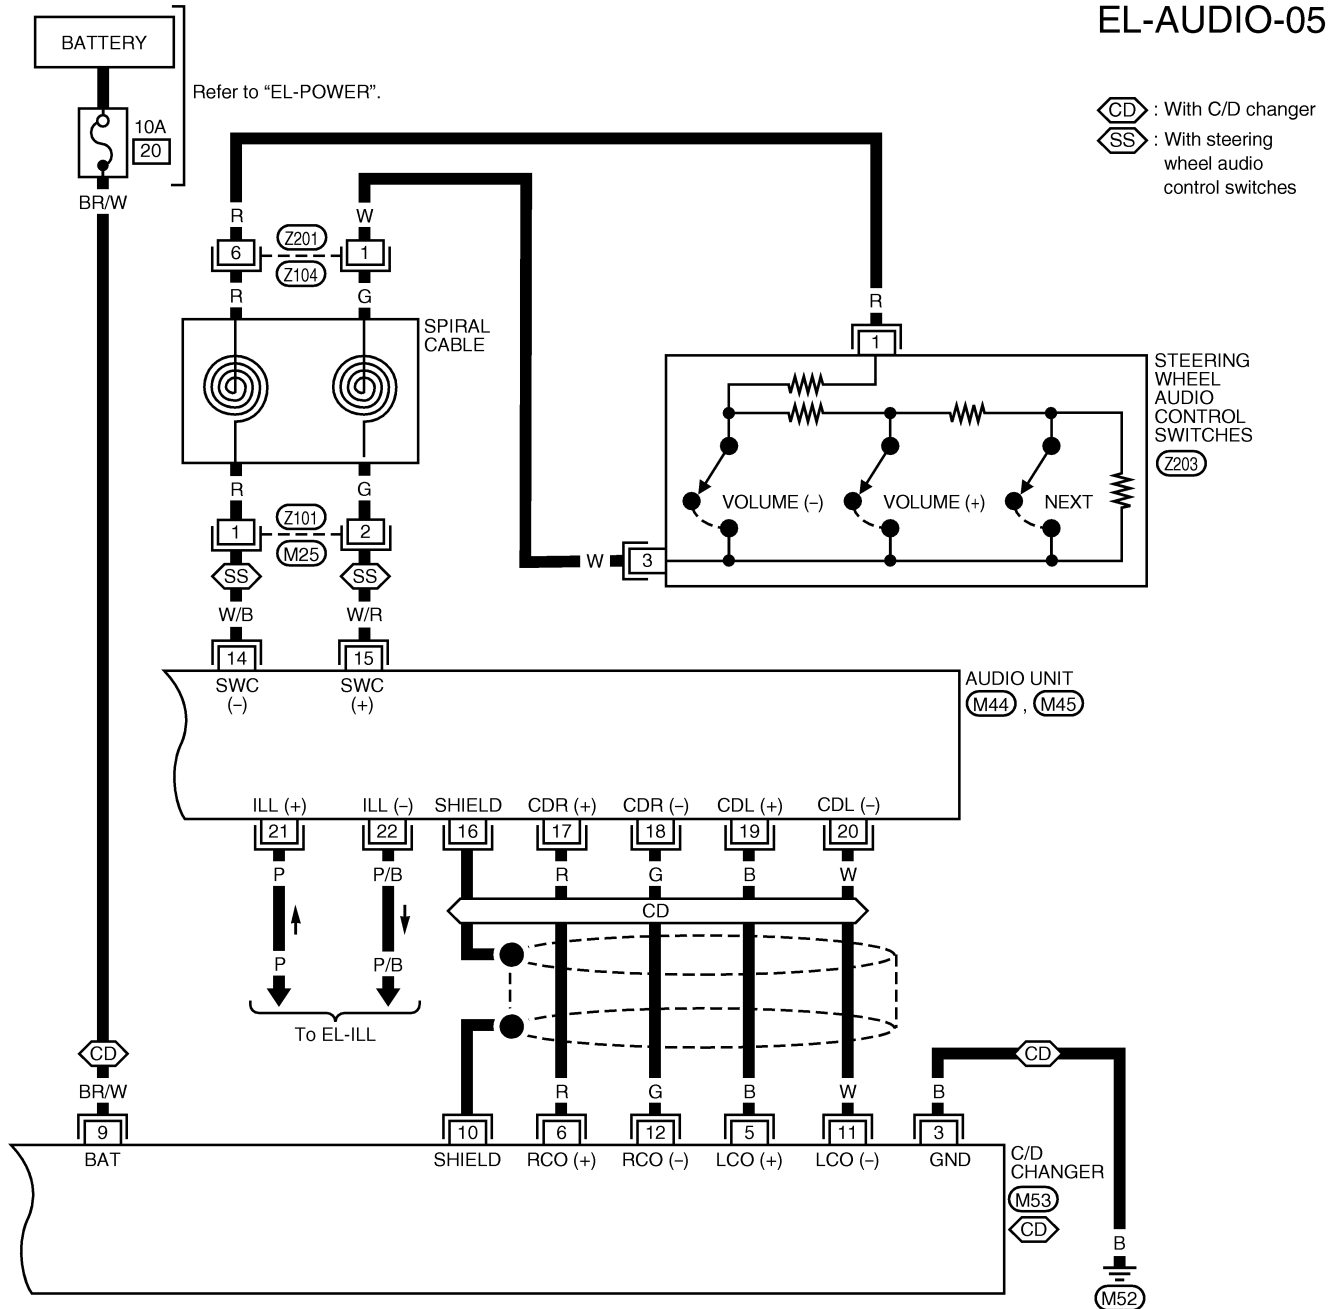 EL-AUDIO-05
BATTERY
Refer to “EL-POWER”.
10A
20
BR/W
CD : With C/D changer
SS : With steering
wheel audio
control switches
R W
6 Z201 1
Z104
R G
SPIRAL
CABLE
R
1
STEERING
WHEEL
AUDIO
CONTROL
SWITCHES
Z203
VOLUME (–) VOLUME (+) NEXT
R G
1 Z101 2
M25
W 3
SS SS
W/B W/R
14 15
SWC SWC
(–) (+)
AUDIO UNIT
M44 , M45
ILL (+) ILL (–) SHIELD CDR (+) CDR (–) CDL (+) CDL (–)
21 22 16 17 18 19 20
P P/B R G B W
CD
P P/B
To EL-ILL
CD CD
BR/W R G B W B
9 10 6 12 5 11 3
BAT SHIELD RCO (+) RCO (–) LCO (+) LCO (–) GND
C/D
CHANGER
M53
CD
B
M52